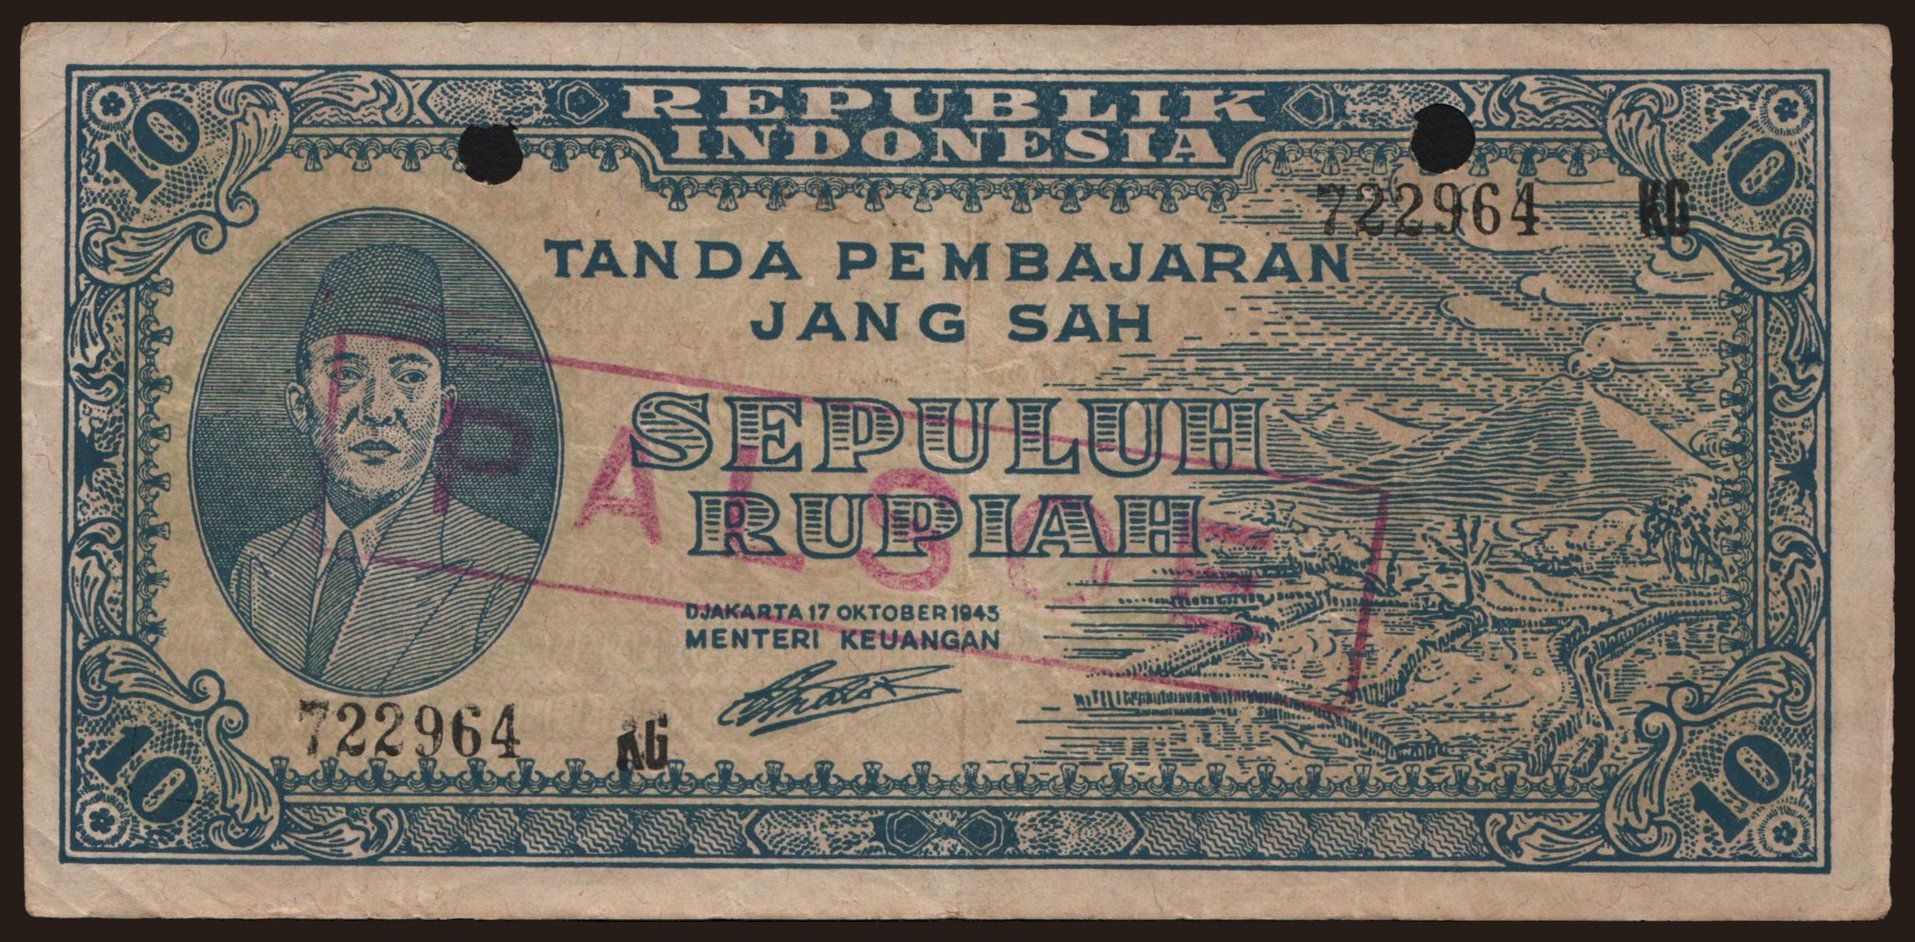 10
REPUBLIK
INDONESIA
10
722964 KG
TANDA PEMBAJARAN
JANG SAH
SEPULUH
RUPIAH
PALSOE
DJAKARTA 17 OKTOBER 1945
MENTERI KEUANGAN
722964 KG
10
10